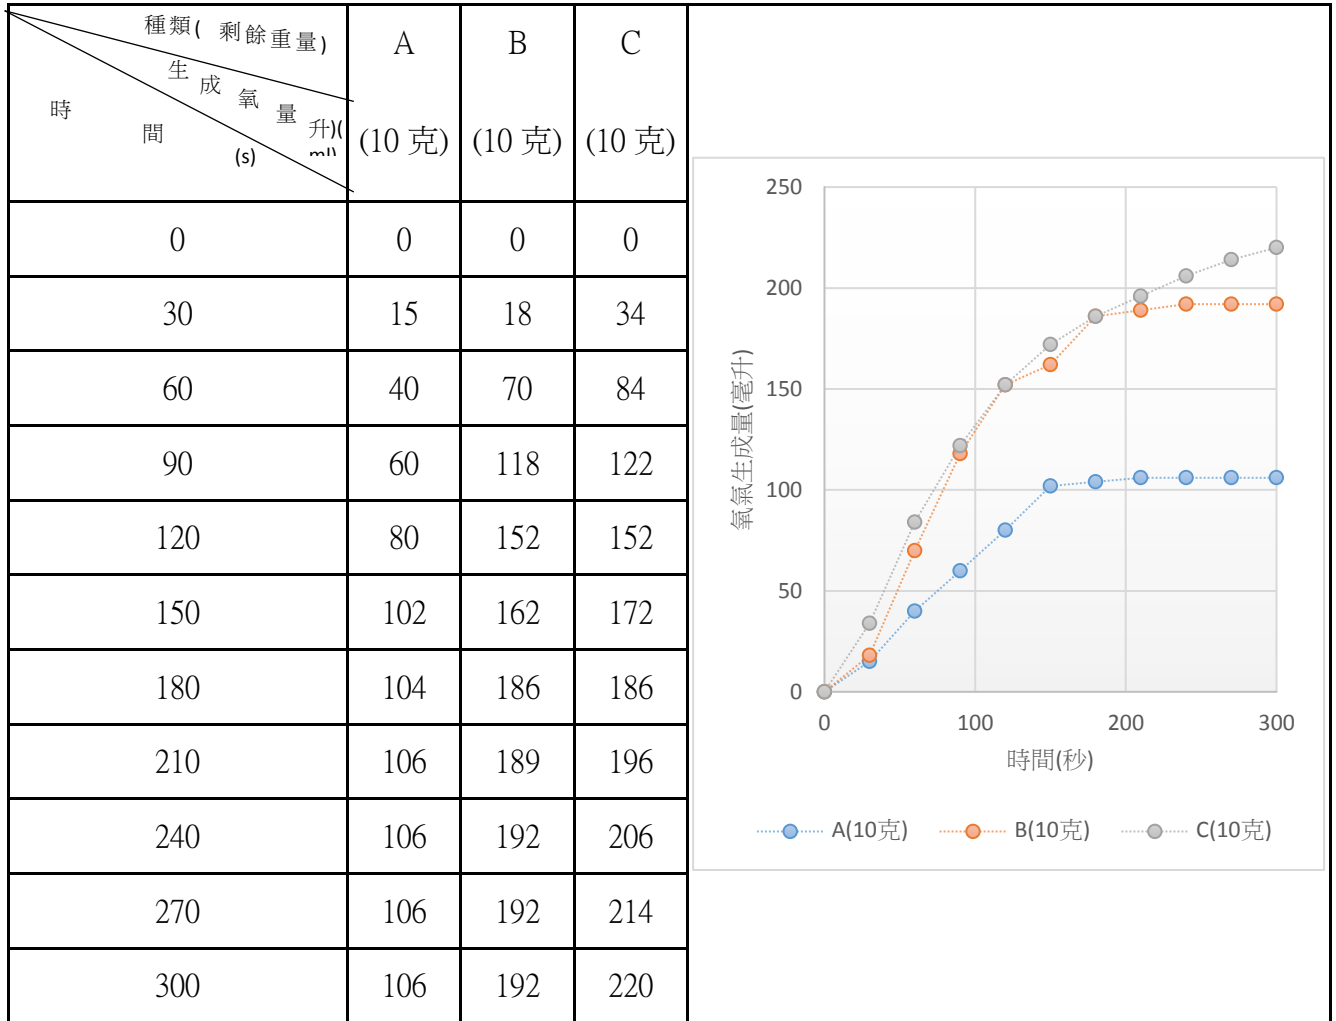 種類( 剩餘重量)
生成氧量 升)(ml)
時間 (s)
A (10 克)
B (10 克)
C (10 克)
0 0 0 0
30 15 18 34
60 40 70 84
90 60 118 122
120 80 152 152
150 102 162 172
180 104 186 186
210 106 189 196
240 106 192 206
270 106 192 214
300 106 192 220
氧氣生成量(毫升)
250
200
150
100
50
0
0 100 200 300
時間(秒)
A(10克) B(10克) C(10克)